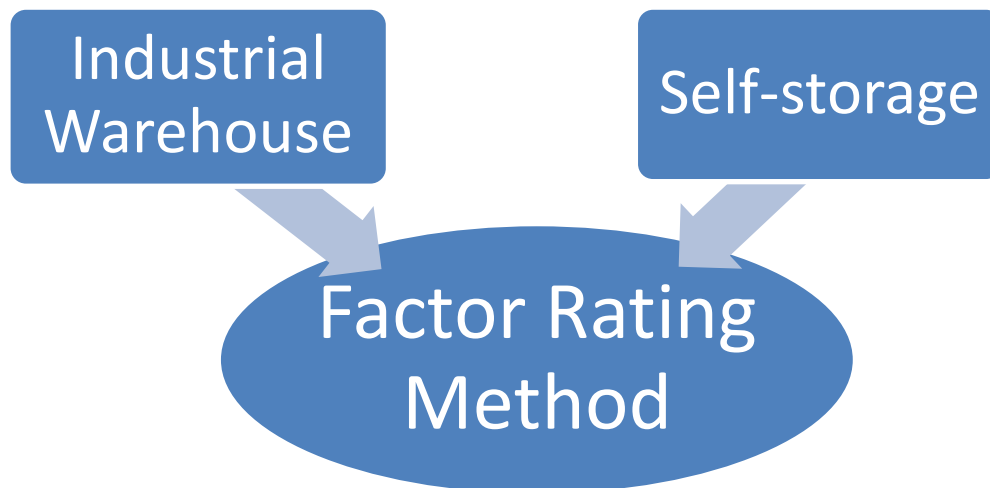 Industrial
Warehouse
Self-storage
Factor Rating
Method